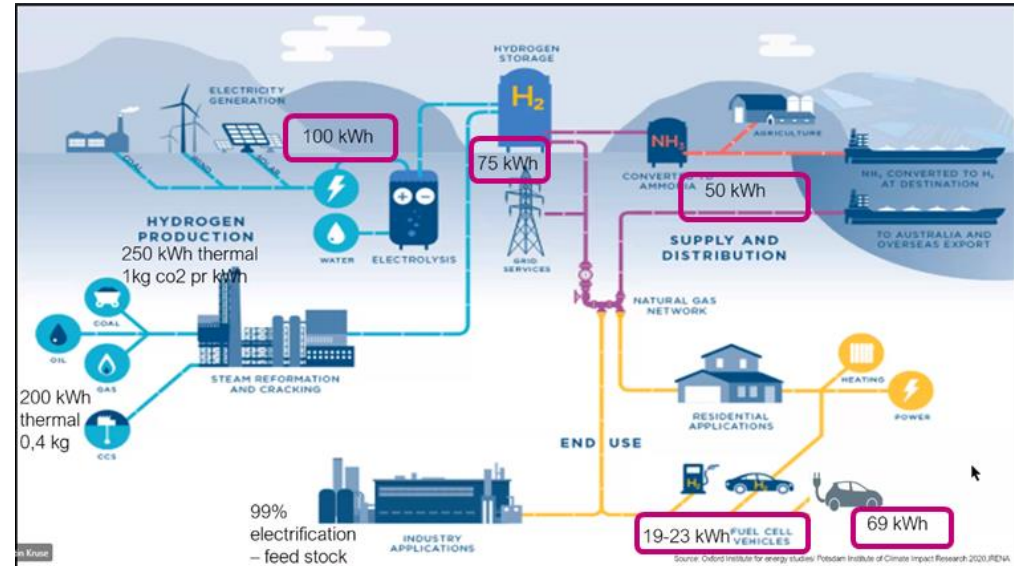 HYDROGEN
STORAGE
H₂
ELECTRICITY
GENERATION
100 kWh
COAL
WIND
SOLAR
75 kWh
NH₃
CONVERTED TO
AMMONIA
AGRICULTURE
NH₃ CONVERTED TO H₂
AT DESTINATION
50 kWh
TO AUSTRALIA AND
OVERSEAS EXPORT
HYDROGEN
PRODUCTION
250 kWh thermal
1kg co2 pr kWh
WATER
ELECTROLYSIS
GRID
SERVICES
SUPPLY AND
DISTRIBUTION
NATURAL GAS
NETWORK
COAL
OIL
GAS
STEAM REFORMATION
AND CRACKING
200 kWh
thermal
0,4 kg
CCS
HEATING
POWER
RESIDENTIAL
APPLICATIONS
END USE
H₂
H₂
99%
electrification
– feed stock
INDUSTRY
APPLICATIONS
19-23 kWh
FUEL CELL
VEHICLES
69 kWh
in Kruse
Source: Oxford Institute for energy studies/ Potsdam Institute of Climate Impact Research 2020,IRENA